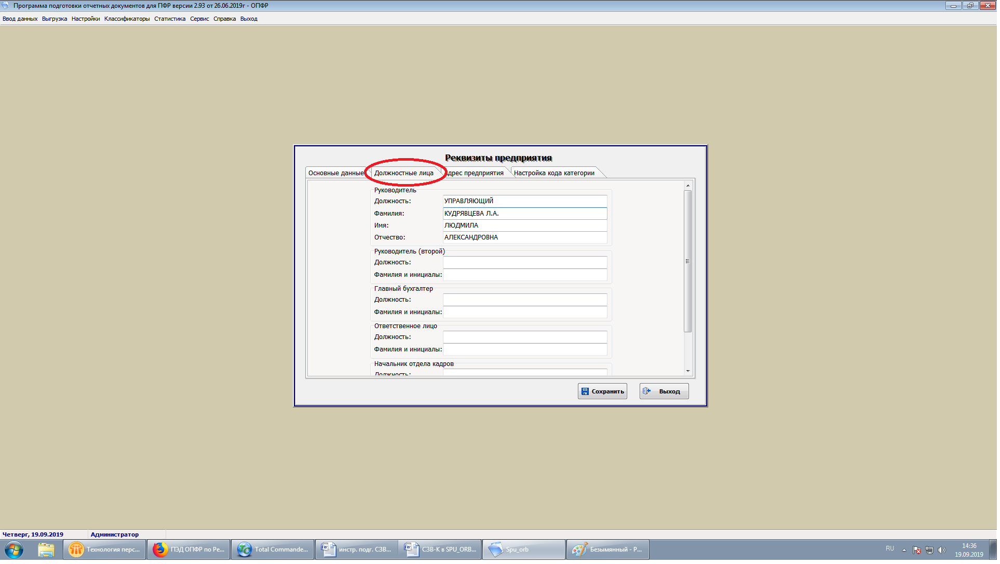 Программа подготовки отчетных документов для ПФР версии 2.93 от 26.06.2019г - ОПФР
Ввод данных Выгрузка Настройки Классификаторы Статистика Сервис Справка Выход
Реквизиты предприятия
Основные данные Должностные лица дрес предприятия Настройка кода категории
Руководитель
Должность: УПРАВЛЯЮЩИЙ
Фамилия: КУДРЯВЦЕВА Л.А.
Имя: ЛЮДМИЛА
Отчество: АЛЕКСАНДРОВНА
Руководитель (второй)
Должность:
Фамилия и инициалы:
Главный бухгалтер
Должность:
Фамилия и инициалы:
Ответственное лицо
Должность:
Фамилия и инициалы:
Начальник отдела кадров
Должность:
Сохранить Выход
Четверг, 19.09.2019 Администратор
Технология перс... ПЭД ОПФР по Ре... Total Commande... инстр. подг. СЗВ... СЗВ-К в SPU_ORB... Spu_orb Безымянный - P... RU 14:36
19.09.2019